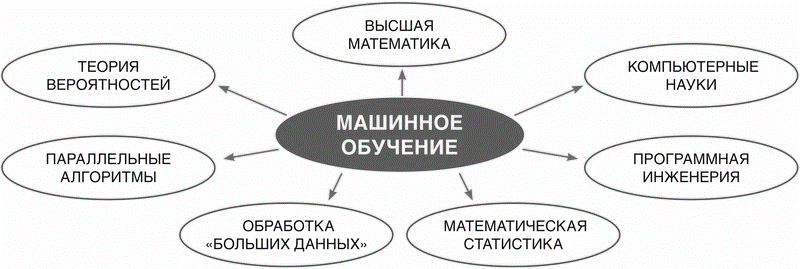 ВЫСШАЯ
МАТЕМАТИКА
ТЕОРИЯ
ВЕРОЯТНОСТЕЙ
КОМПЬЮТЕРНЫЕ
НАУКИ
МАШИННОЕ
ОБУЧЕНИЕ
ПАРАЛЛЕЛЬНЫЕ
АЛГОРИТМЫ
ПРОГРАММНАЯ
ИНЖЕНЕРИЯ
ОБРАБОТКА
«БОЛЬШИХ ДАННЫХ»
МАТЕМАТИЧЕСКАЯ
СТАТИСТИКА